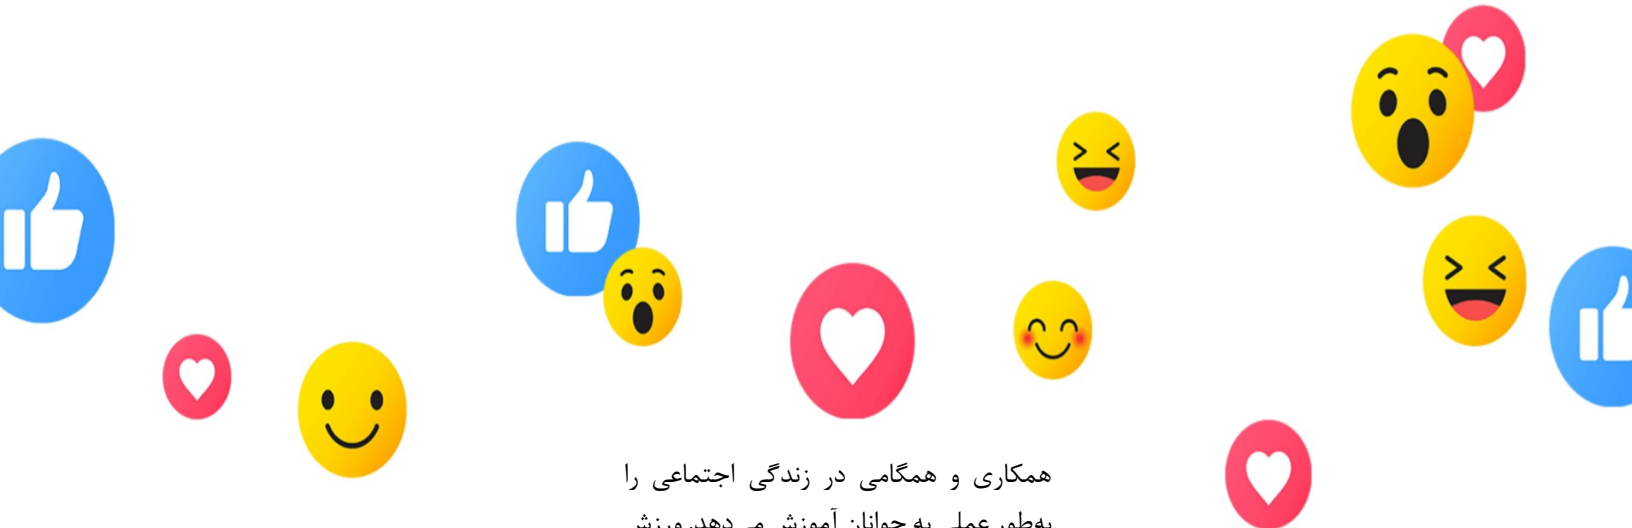 همکاری و همگامی در زندگی اجتماعی را
به‌طور عملی به جوانان آموزش می‌دهد. ورزش